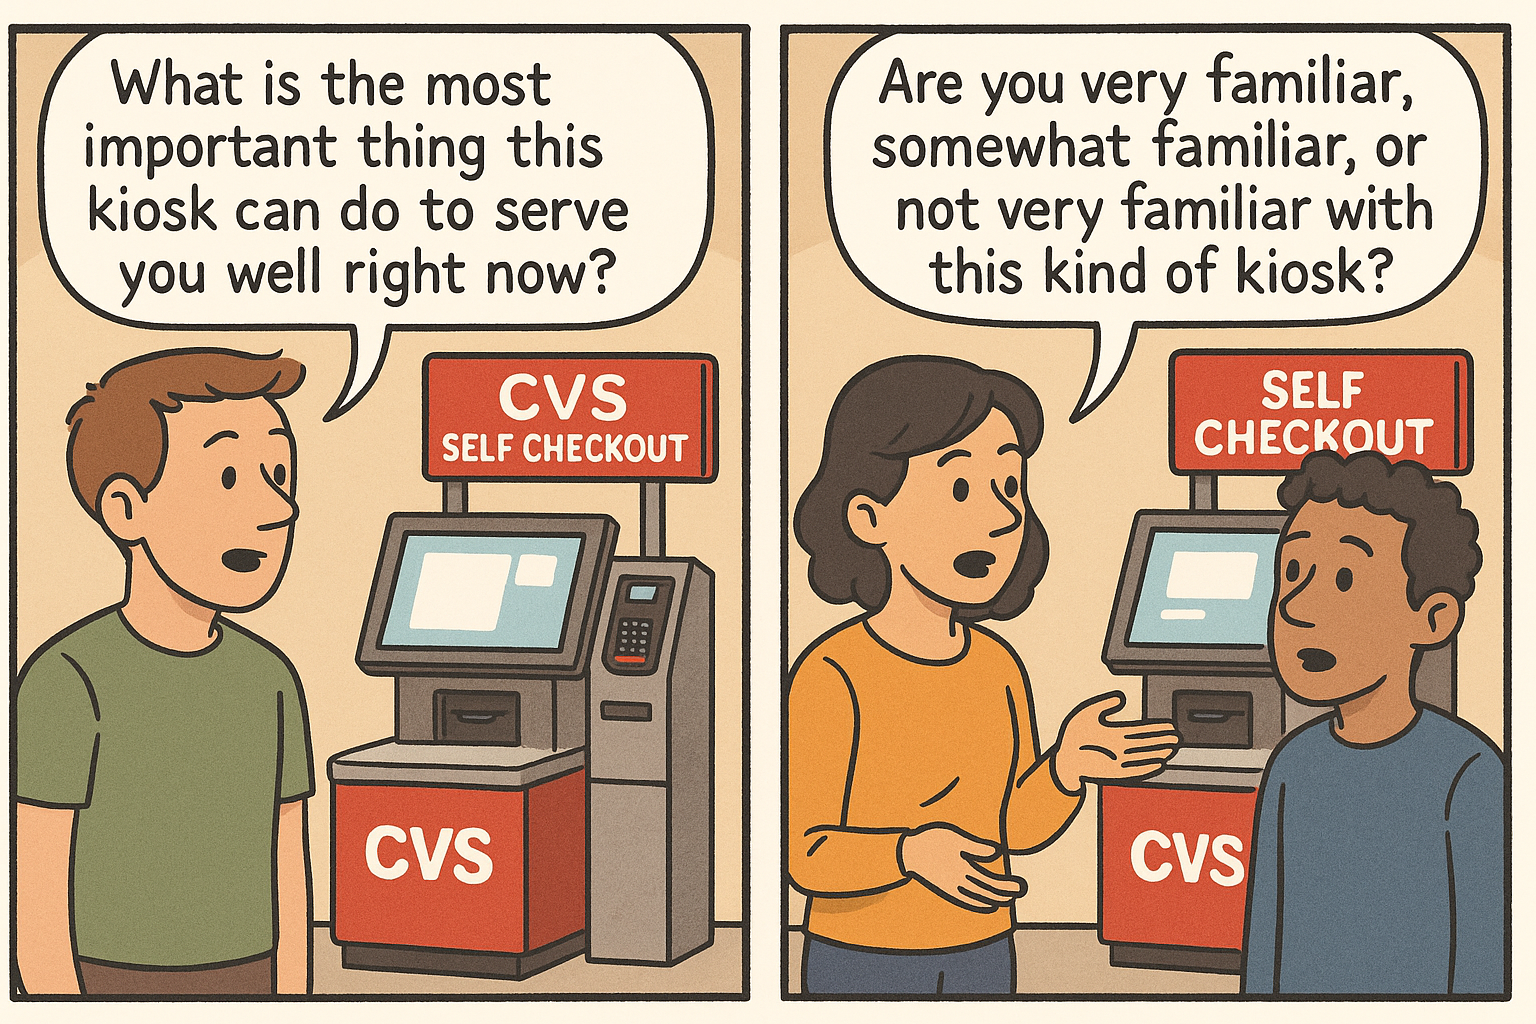 What is the most
important thing this
kiosk can do to serve
you well right now?
CVS
SELF CHECKOUT
CVS
Are you very familiar,
somewhat familiar, or
not very familiar with
this kind of kiosk?
SELF
CHECKOUT
CVS